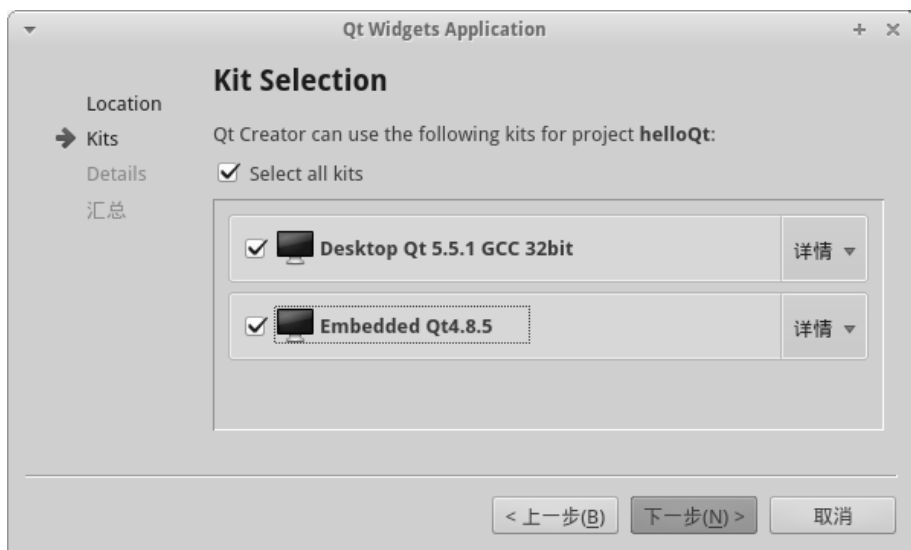 Qt Widgets Application
Location
Kits
Details
汇总
Kit Selection
Qt Creator can use the following kits for project helloQt:
Select all kits
Desktop Qt 5.5.1 GCC 32bit
详情
Embedded Qt4.8.5
详情
< 上一步(B)
下一步(N) >
取消